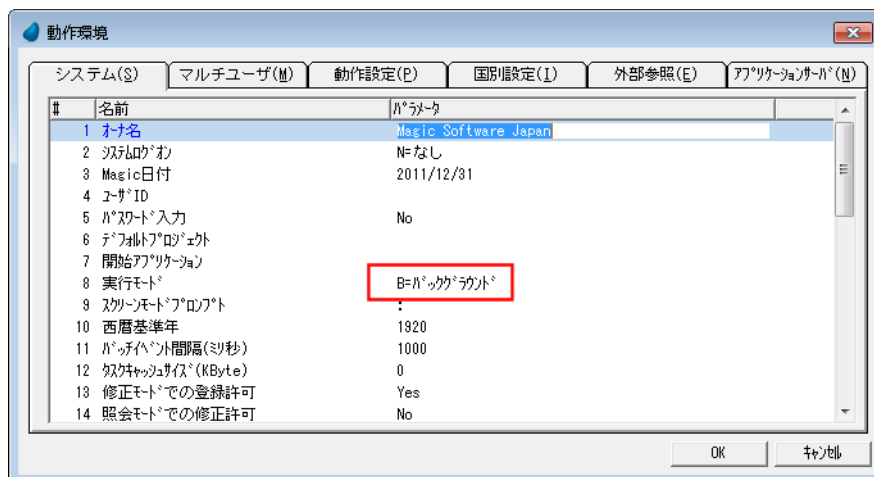 動作環境
システム(S) マルチユーザ(M) 動作設定(P) 国別設定(I) 外部参照(E) ｱﾌﾟﾘｹｰｼｮﾝｻｰﾊﾞ(N)
# 名前 ﾊﾟﾗﾒｰﾀ
1 ｵｰﾅ名 Magic Software Japan
2 ｼｽﾃﾑﾛｸﾞｵﾝ N=なし
3 Magic日付 2011/12/31
4 ﾕｰｻﾞID
5 ﾊﾟｽﾜｰﾄﾞ入力 No
6 ﾃﾞﾌｫﾙﾄﾌﾟﾛｼﾞｪｸﾄ
7 開始ｱﾌﾟﾘｹｰｼｮﾝ
8 実行ﾓｰﾄﾞ B=ﾊﾞｯｸｸﾞﾗｳﾝﾄﾞ
9 ｽｸﾘｰﾝﾓｰﾄﾞﾌﾟﾛﾝﾌﾟﾄ :
10 西暦基準年 1920
11 ﾊﾞｯﾁｲﾍﾞﾝﾄ間隔(ﾐﾘ秒) 1000
12 ﾀｽｸｷｬｯｼｭｻｲｽﾞ(KByte) 0
13 修正ﾓｰﾄﾞでの登録許可 Yes
14 照会ﾓｰﾄﾞでの修正許可 No
OK ｷｬﾝｾﾙ